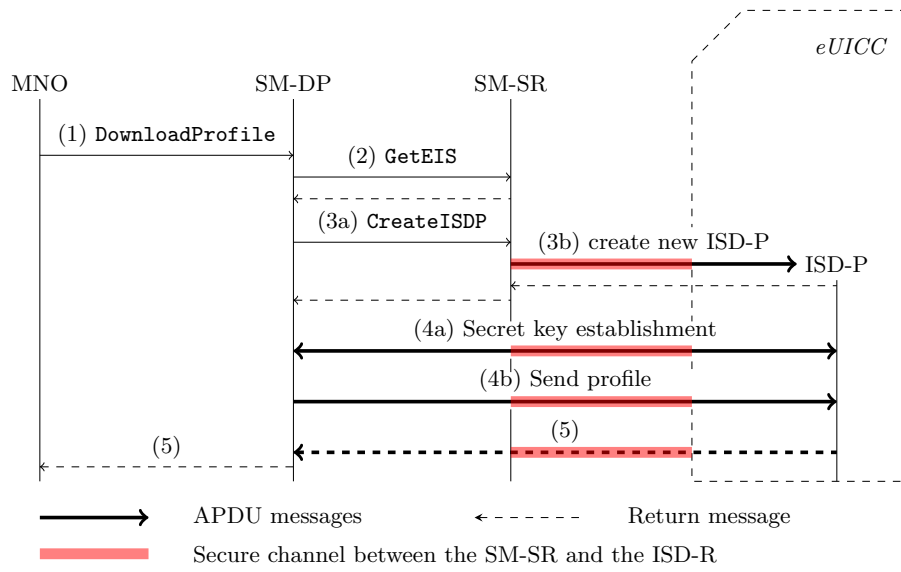 eUICC
MNO
SM-DP
SM-SR
(1) DownloadProfile
(2) GetEIS
(3a) CreateISDP
(3b) create new ISD-P
ISD-P
(4a) Secret key establishment
(4b) Send profile
(5)
(5)
APDU messages
Return message
Secure channel between the SM-SR and the ISD-R